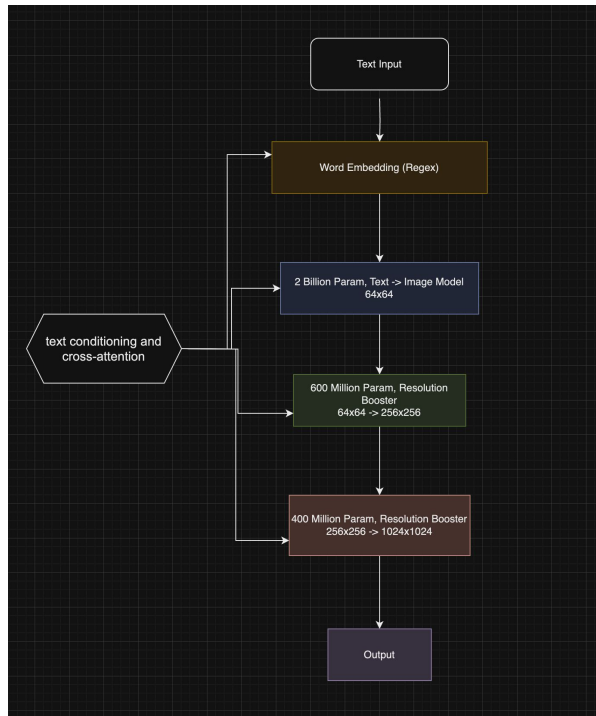 Text Input
Word Embedding (Regex)
2 Billion Param, Text -> Image Model
64x64
text conditioning and
cross-attention
600 Million Param, Resolution
Booster
64x64 -> 256x256
400 Million Param, Resolution Booster
256x256 -> 1024x1024
Output